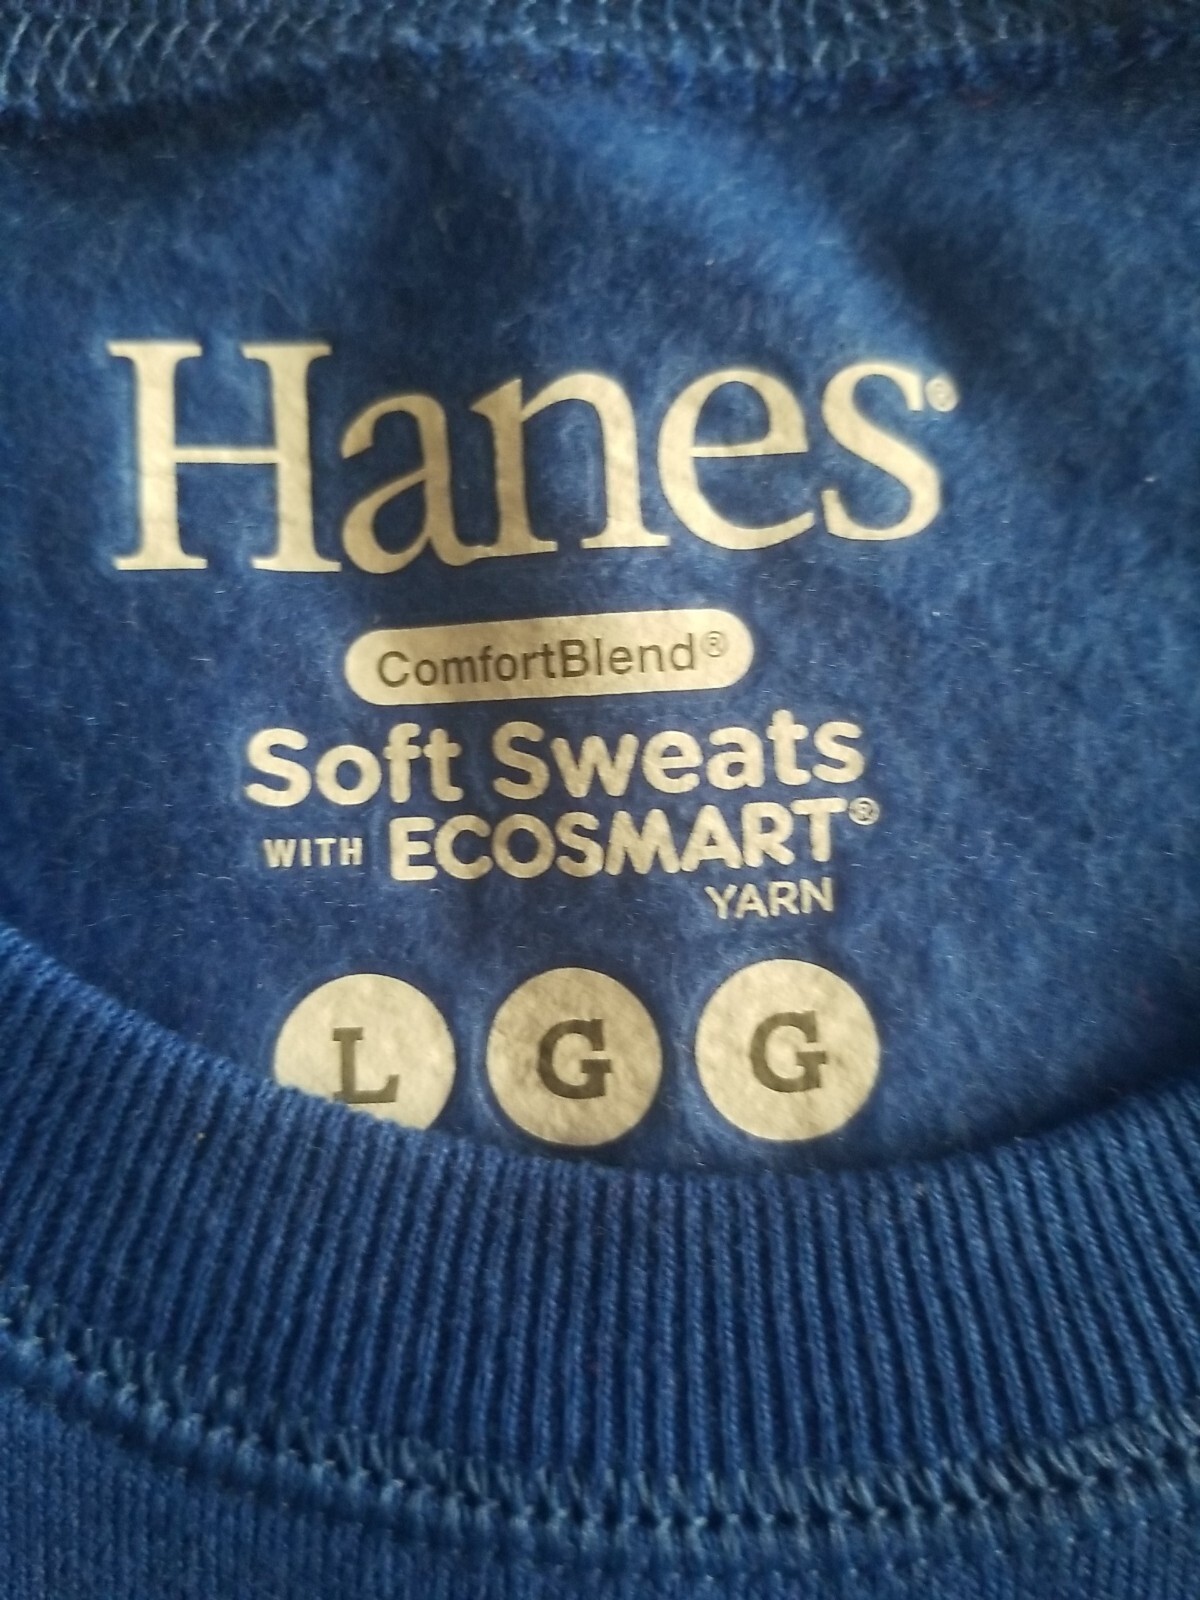 Hanes®
ComfortBlend®
Soft Sweats
WITH ECOSMART®
YARN
L G G